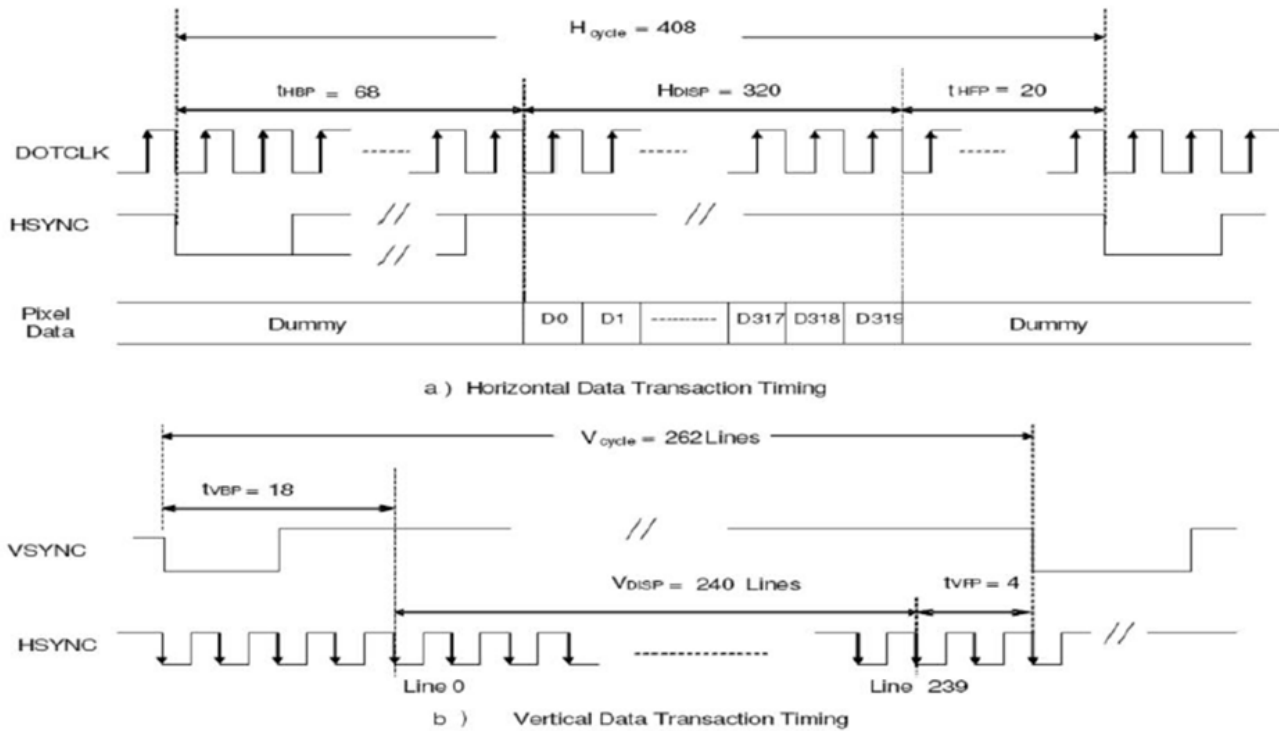 H cycle = 408
tHBP = 68
HDISP = 320
t HFP = 20
DOTCLK
HSYNC
Pixel Data
Dummy
D0
D1
D317
D318
D319
Dummy
a ) Horizontal Data Transaction Timing
V cycle = 262 Lines
tVBP = 18
VSYNC
VDISP = 240 Lines
tVFP = 4
HSYNC
Line 0
Line 239
b ) Vertical Data Transaction Timing